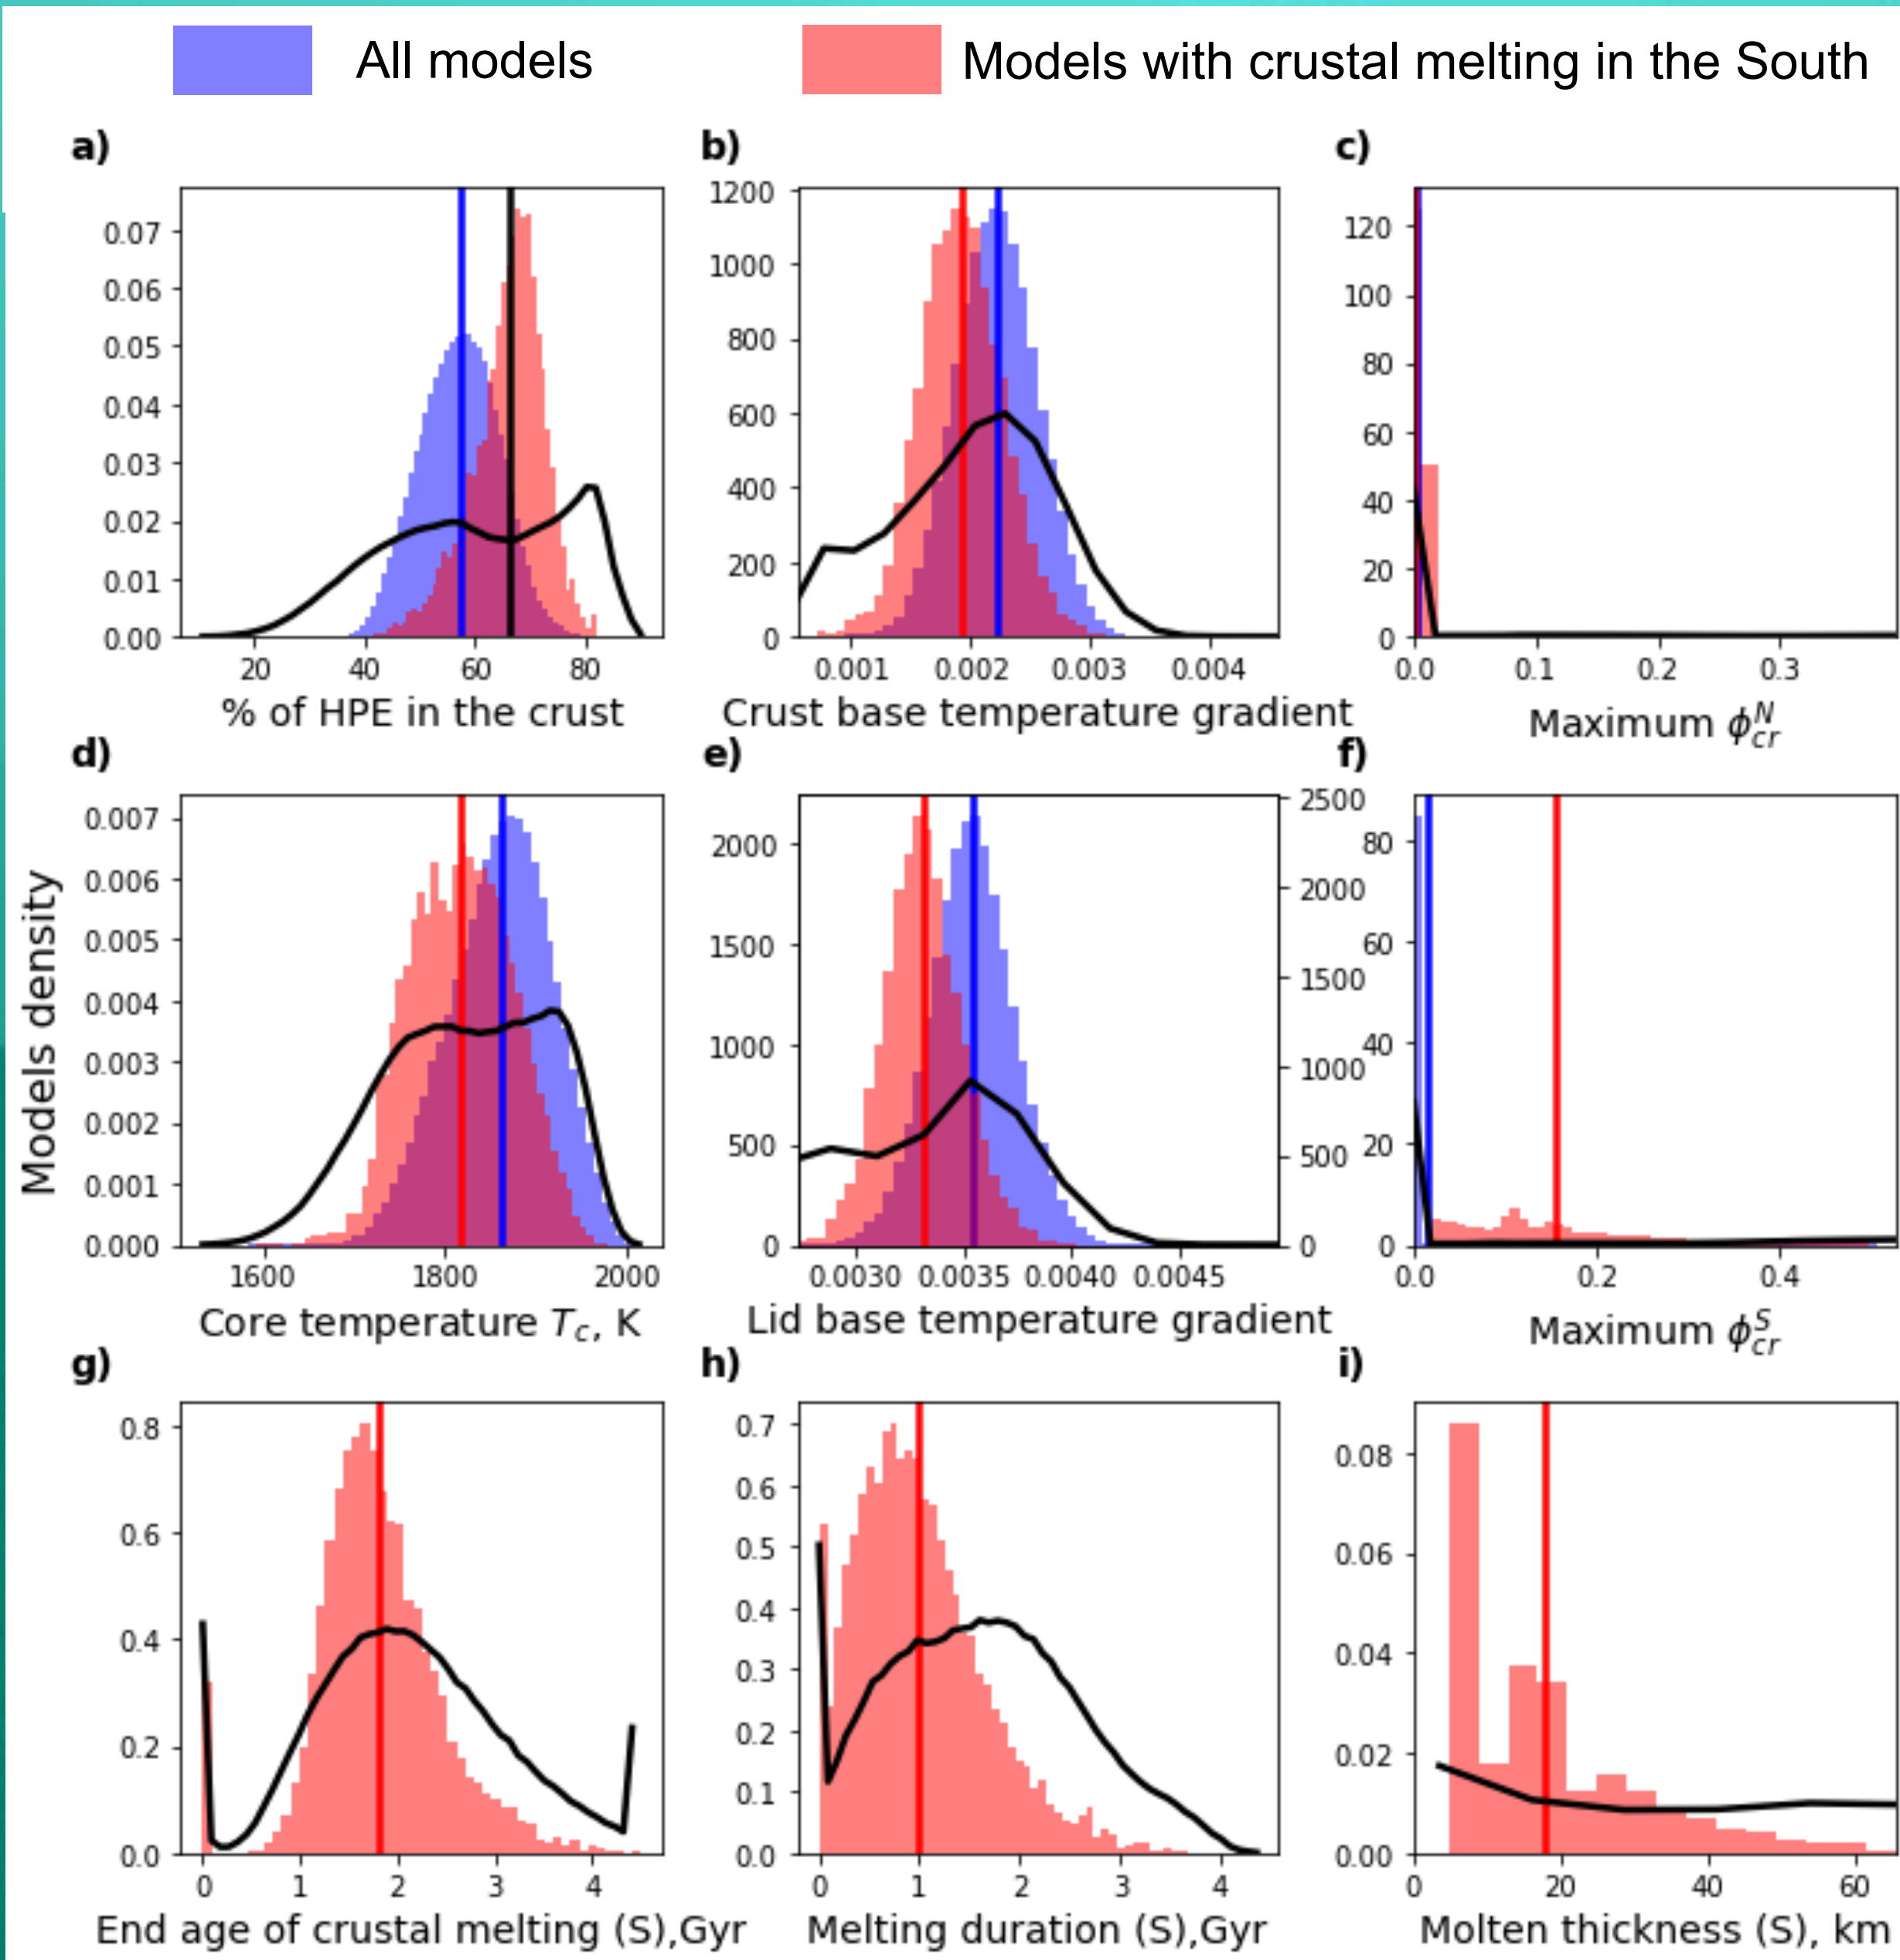 All models
Models with crustal melting in the South
a)
b)
c)
0.07
0.06
0.05
0.04
0.03
0.02
0.01
0.00
20 40 60 80
% of HPE in the crust
1200
1000
800
600
400
200
0
0.001 0.002 0.003 0.004
Crust base temperature gradient
120
100
80
60
40
20
0
0.0 0.1 0.2 0.3
Maximum ϕ_cr^N
d)
e)
f)
Models density
0.007
0.006
0.005
0.004
0.003
0.002
0.001
0.000
1600 1800 2000
Core temperature T_c, K
2000
1500
1000
500
0
2500
2000
1500
1000
500
0
0.0030 0.0035 0.0040 0.0045
Lid base temperature gradient
80
60
40
20
0
0.0 0.2 0.4
Maximum ϕ_cr^S
g)
h)
i)
0.8
0.6
0.4
0.2
0.0
0 1 2 3 4
End age of crustal melting (S),Gyr
0.7
0.6
0.5
0.4
0.3
0.2
0.1
0.0
0 1 2 3 4
Melting duration (S),Gyr
0.08
0.06
0.04
0.02
0.00
0 20 40 60
Molten thickness (S), km